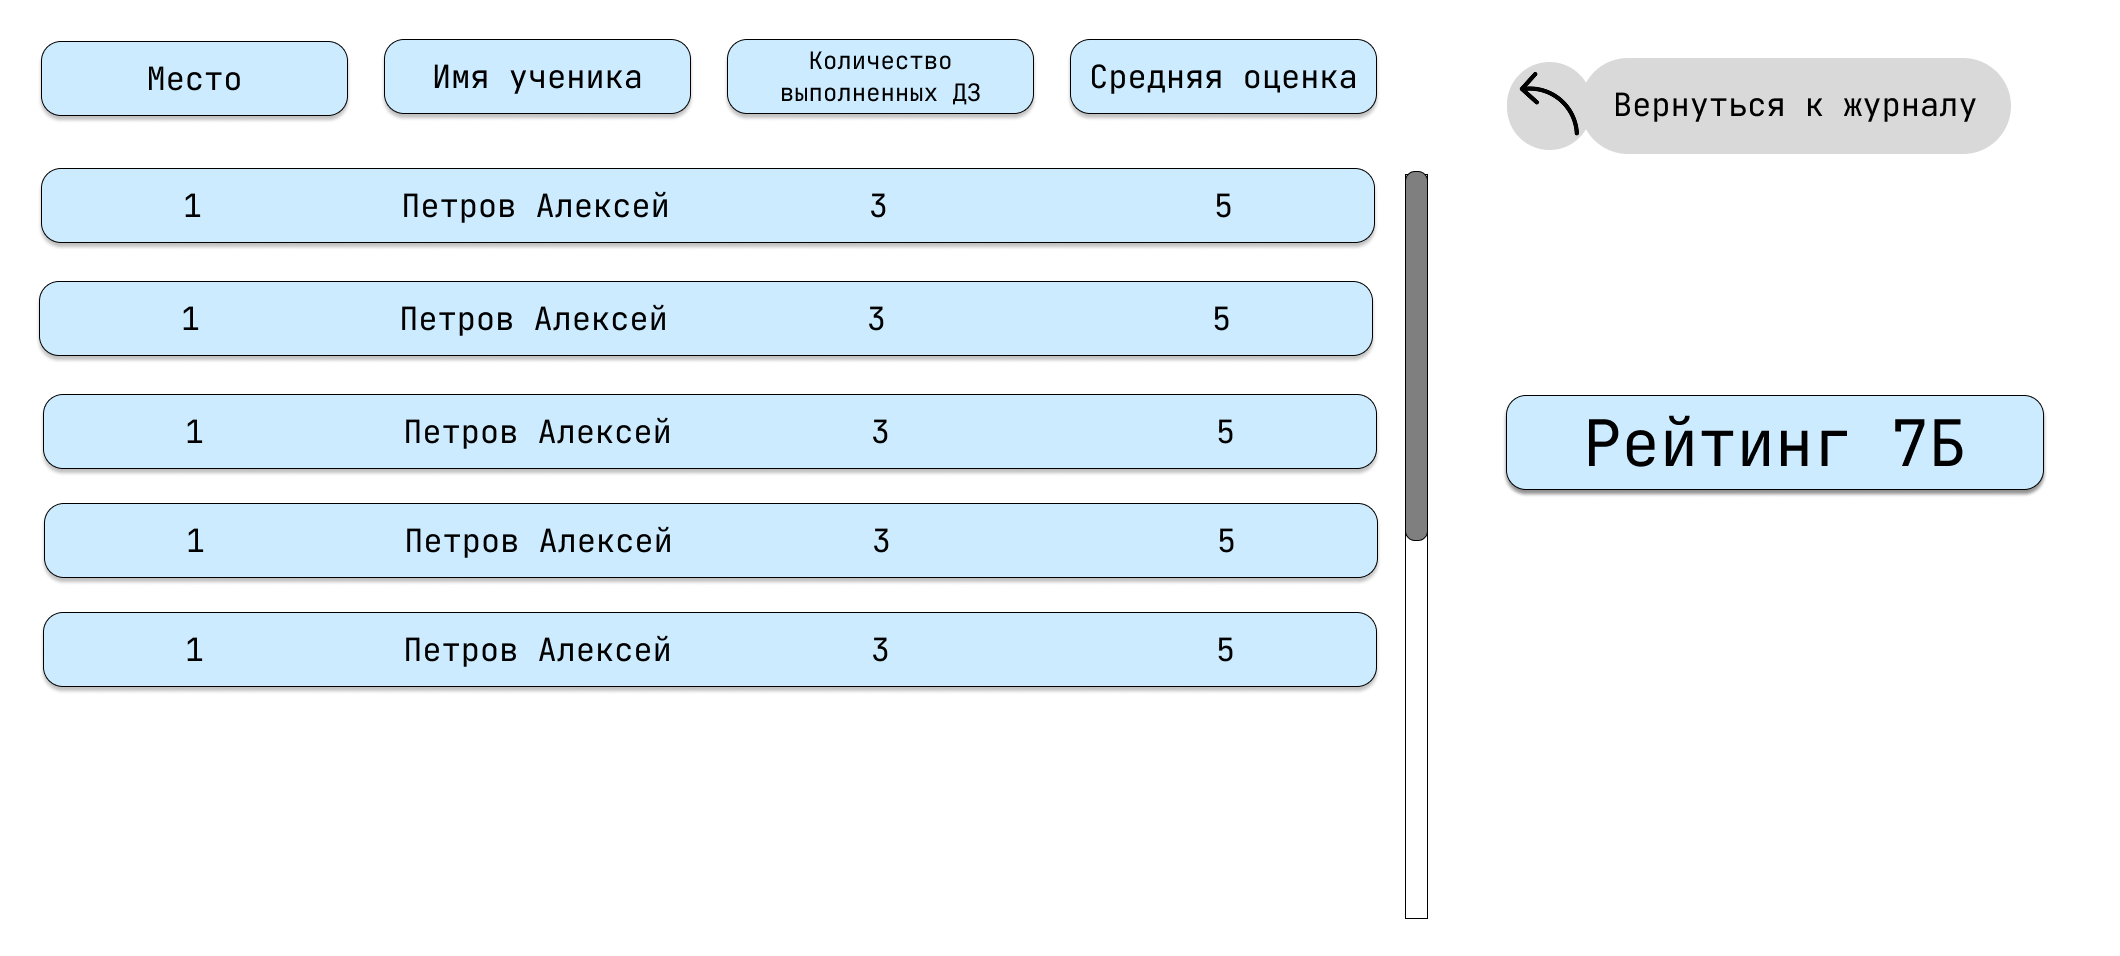 Место
Имя ученика
Количество
выполненных ДЗ
Средняя оценка
Вернуться к журналу
1 Петров Алексей 3 5
1 Петров Алексей 3 5
1 Петров Алексей 3 5
1 Петров Алексей 3 5
1 Петров Алексей 3 5
Рейтинг 7Б